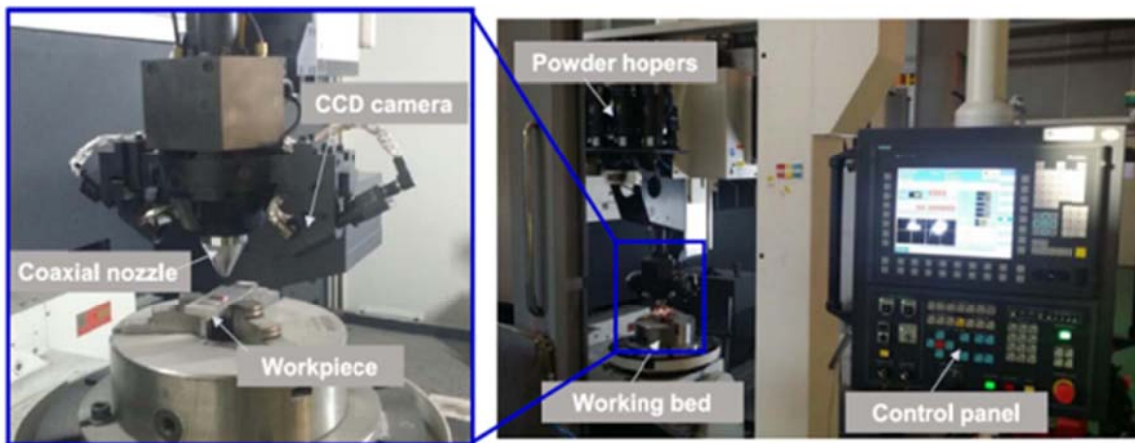 CCD camera
Coaxial nozzle
Workpiece
Powder hopers
Working bed
Control panel